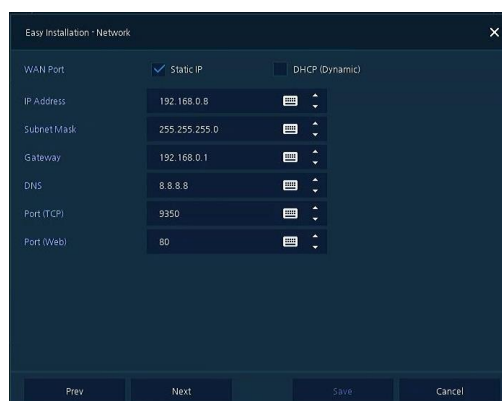 Easy Installation - Network
WAN Port Static IP DHCP (Dynamic)
IP Address 192.168.0.8
Subnet Mask 255.255.255.0
Gateway 192.168.0.1
DNS 8.8.8.8
Port (TCP) 9350
Port (Web) 80
Prev Next Save Cancel